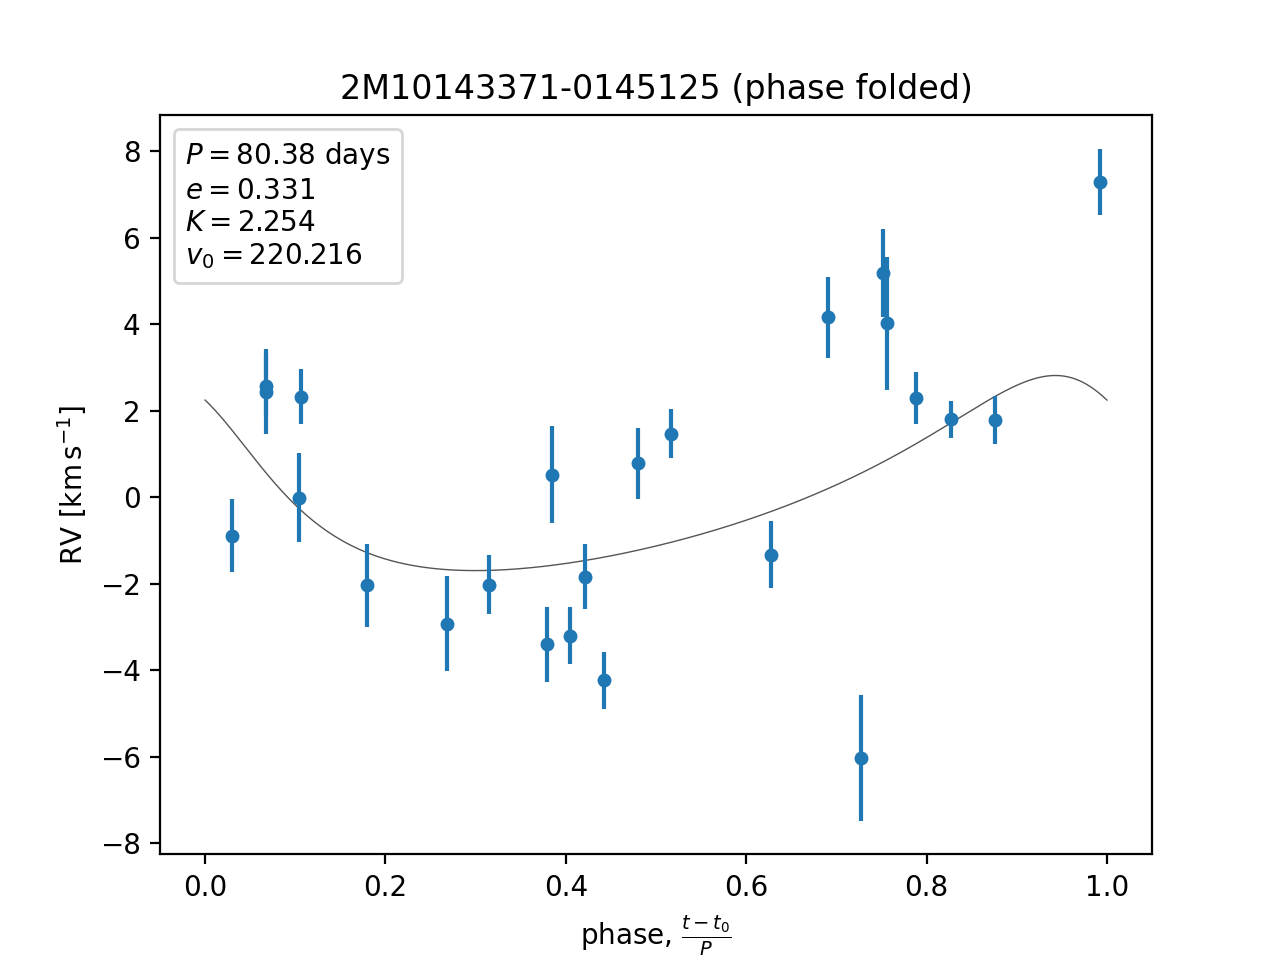 2M10143371-0145125 (phase folded)
P = 80.38 days
e = 0.331
K = 2.254
v₀ = 220.216
8
6
4
2
0
−2
−4
−6
−8
RV [km s⁻¹]
0.0 0.2 0.4 0.6 0.8 1.0
phase, (t − t₀)/P